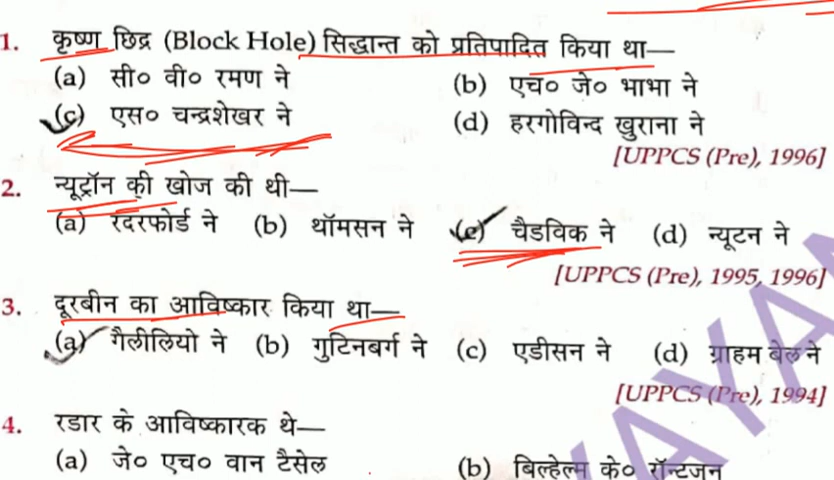 1. कृष्ण छिद्र (Block Hole) सिद्धान्त को प्रतिपादित किया था—
(a) सी० वी० रमण ने (b) एच० जे० भाभा ने
(c) एस० चन्द्रशेखर ने (d) हरगोविन्द खुराना ने
[UPPCS (Pre), 1996]
2. न्यूट्रॉन की खोज की थी—
(a) रदरफोर्ड ने (b) थॉमसन ने (c) चैडविक ने (d) न्यूटन ने
[UPPCS (Pre), 1995, 1996]
3. दूरबीन का आविष्कार किया था—
(a) गैलीलियो ने (b) गुटिनबर्ग ने (c) एडीसन ने (d) ग्राहम बेल ने
[UPPCS (Pre), 1994]
4. रडार के आविष्कारक थे—
(a) जे० एच० वान टैसेल (b) बिल्हेल्म के० रॉन्टजन